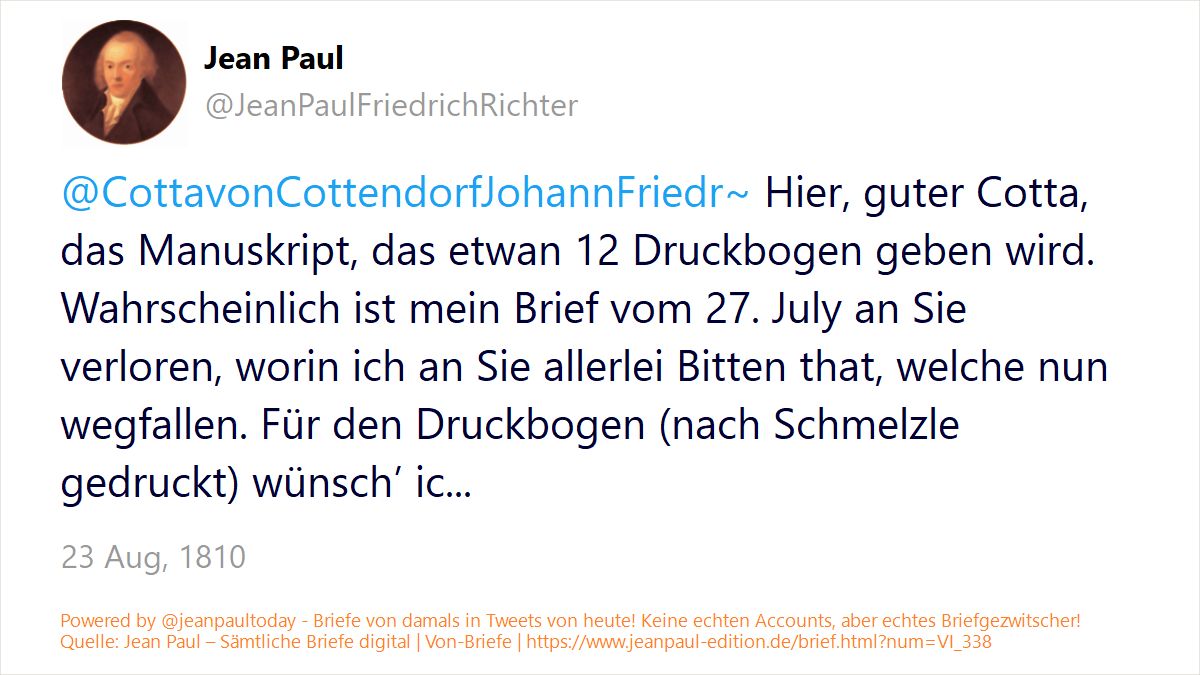 Jean Paul
@JeanPaulFriedrichRichter
@CottavonCottendorfJohannFriedr~ Hier, guter Cotta,
das Manuskript, das etwan 12 Druckbogen geben wird.
Wahrscheinlich ist mein Brief vom 27. July an Sie
verloren, worin ich an Sie allerlei Bitten that, welche nun
wegfallen. Für den Druckbogen (nach Schmelzle
gedruckt) wünsch’ ic...
23 Aug, 1810
Powered by @jeanpaultoday - Briefe von damals in Tweets von heute! Keine echten Accounts, aber echtes Briefgezwitscher!
Quelle: Jean Paul – Sämtliche Briefe digital | Von-Briefe | https://www.jeanpaul-edition.de/brief.html?num=VI_338